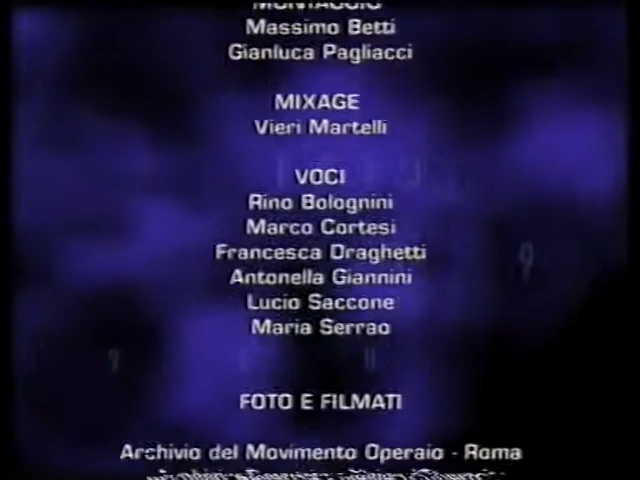 MONTAGGIO
Massimo Betti
Gianluca Pagliacci
MIXAGE
Vieri Martelli
VOCI
Rino Bolognini
Marco Cortesi
Francesca Draghetti
Antonella Giannini
Lucio Saccone
Maria Serrao
FOTO E FILMATI
Archivio del Movimento Operaio - Roma